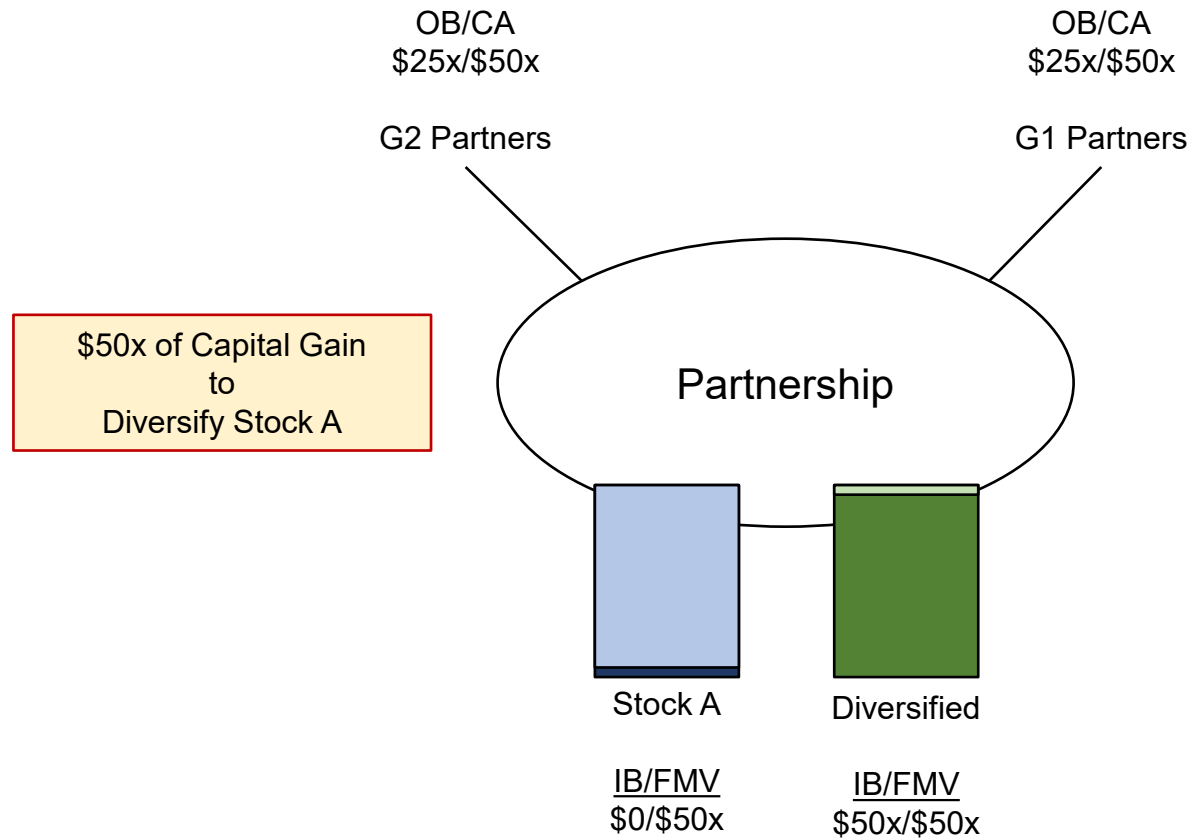 OB/CA
$25x/$50x
G2 Partners
OB/CA
$25x/$50x
G1 Partners
$50x of Capital Gain
to
Diversify Stock A
Partnership
Stock A
IB/FMV
$0/$50x
Diversified
IB/FMV
$50x/$50x